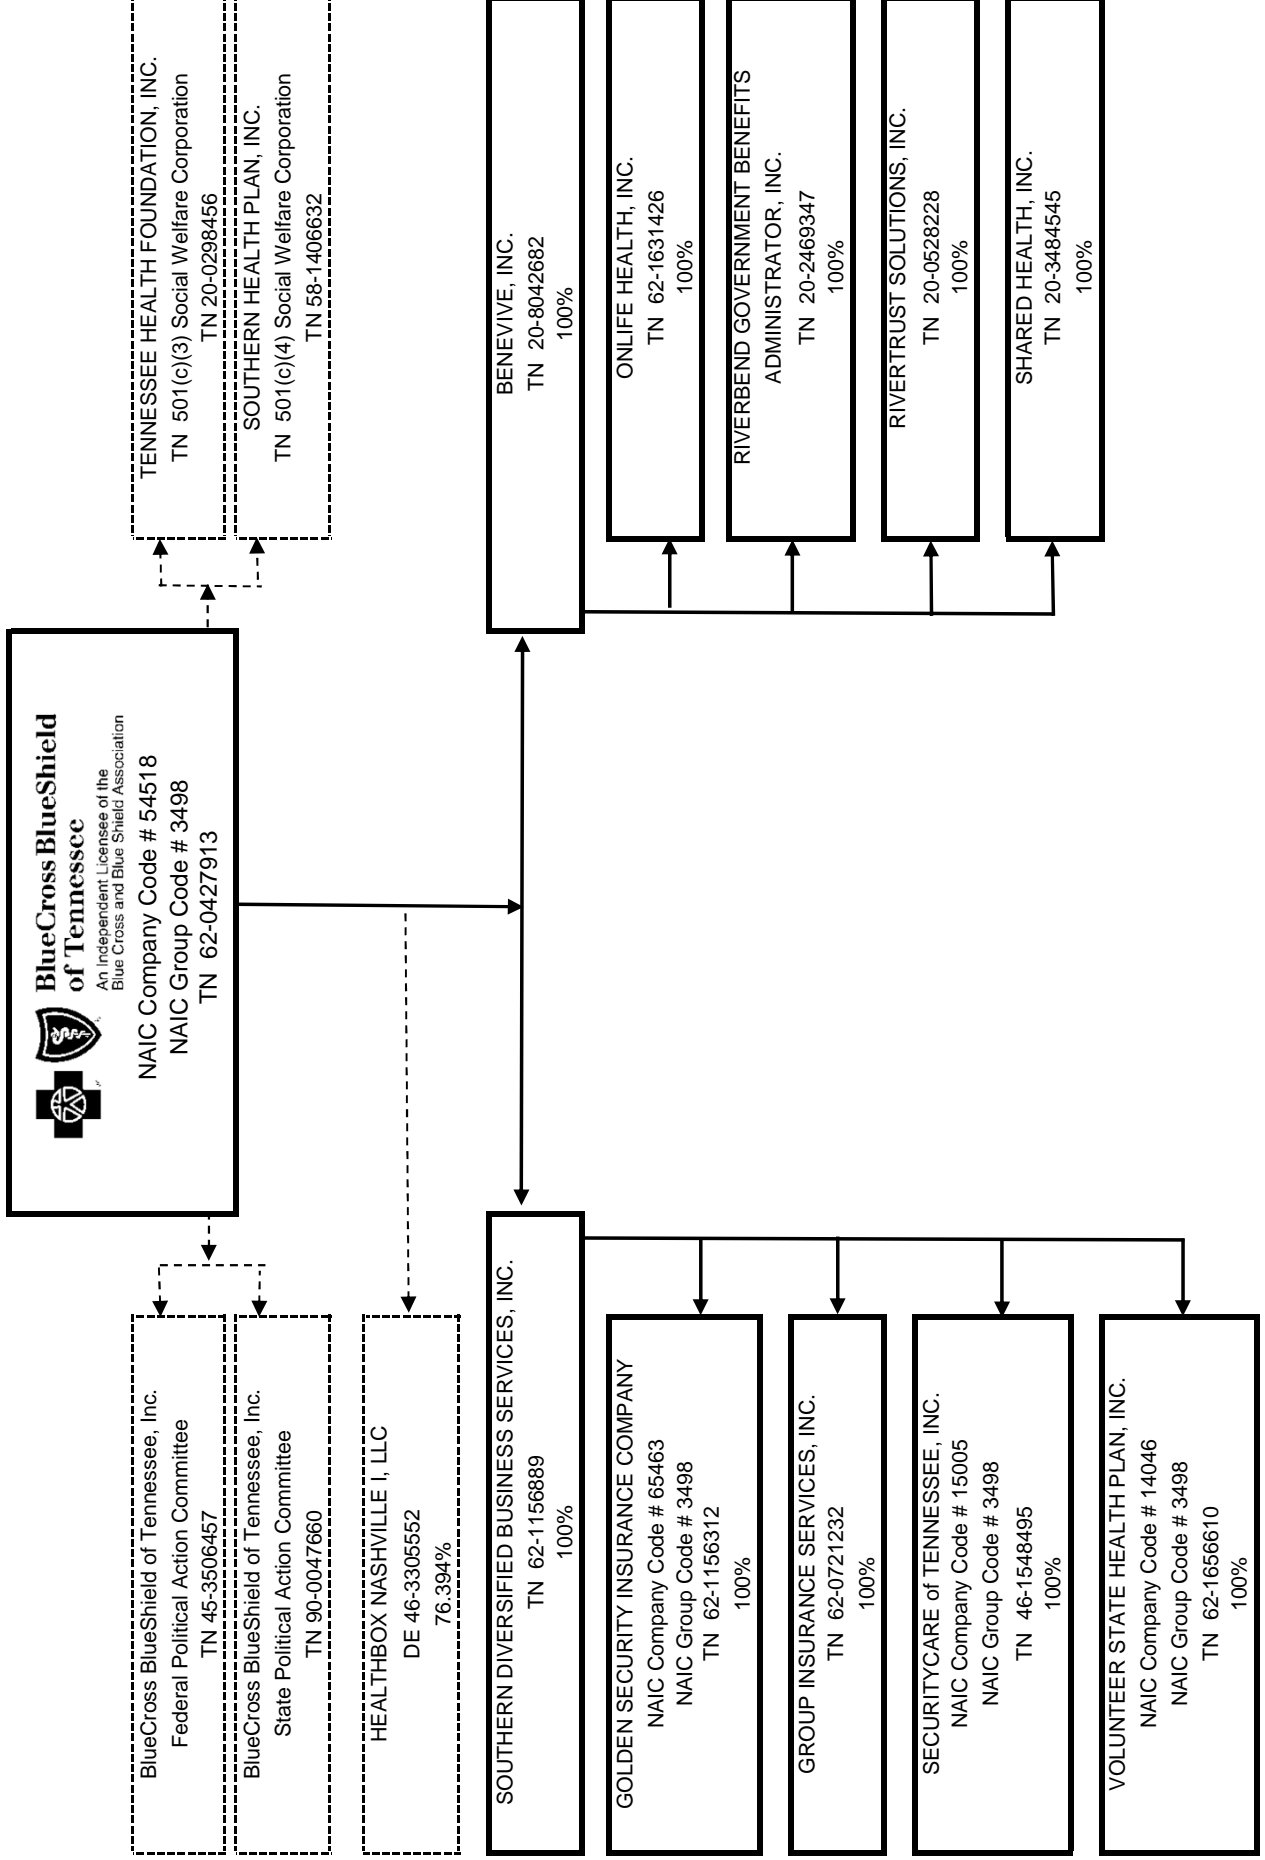 BlueCross BlueShield
of Tennessee
An Independent Licensee of the
Blue Cross and Blue Shield Association
NAIC Company Code # 54518
NAIC Group Code # 3498
TN 62-0427913
BlueCross BlueShield of Tennessee, Inc.
Federal Political Action Committee
TN 45-3506457
BlueCross BlueShield of Tennessee, Inc.
State Political Action Committee
TN 90-0047660
HEALTHBOX NASHVILLE I, LLC
DE 46-3305552
76.394%
TENNESSEE HEALTH FOUNDATION, INC.
TN 501(c)(3) Social Welfare Corporation
TN 20-0298456
SOUTHERN HEALTH PLAN, INC.
TN 501(c)(4) Social Welfare Corporation
TN 58-1406632
SOUTHERN DIVERSIFIED BUSINESS SERVICES, INC.
TN 62-1156889
100%
GOLDEN SECURITY INSURANCE COMPANY
NAIC Company Code # 65463
NAIC Group Code # 3498
TN 62-1156312
100%
GROUP INSURANCE SERVICES, INC.
TN 62-0721232
100%
SECURITYCARE of TENNESSEE, INC.
NAIC Company Code # 15005
NAIC Group Code # 3498
TN 46-1548495
100%
VOLUNTEER STATE HEALTH PLAN, INC.
NAIC Company Code # 14046
NAIC Group Code # 3498
TN 62-1656610
100%
BENEVIVE, INC.
TN 20-8042682
100%
ONLIFE HEALTH, INC.
TN 62-1631426
100%
RIVERBEND GOVERNMENT BENEFITS
ADMINISTRATOR, INC.
TN 20-2469347
100%
RIVERTRUST SOLUTIONS, INC.
TN 20-0528228
100%
SHARED HEALTH, INC.
TN 20-3484545
100%